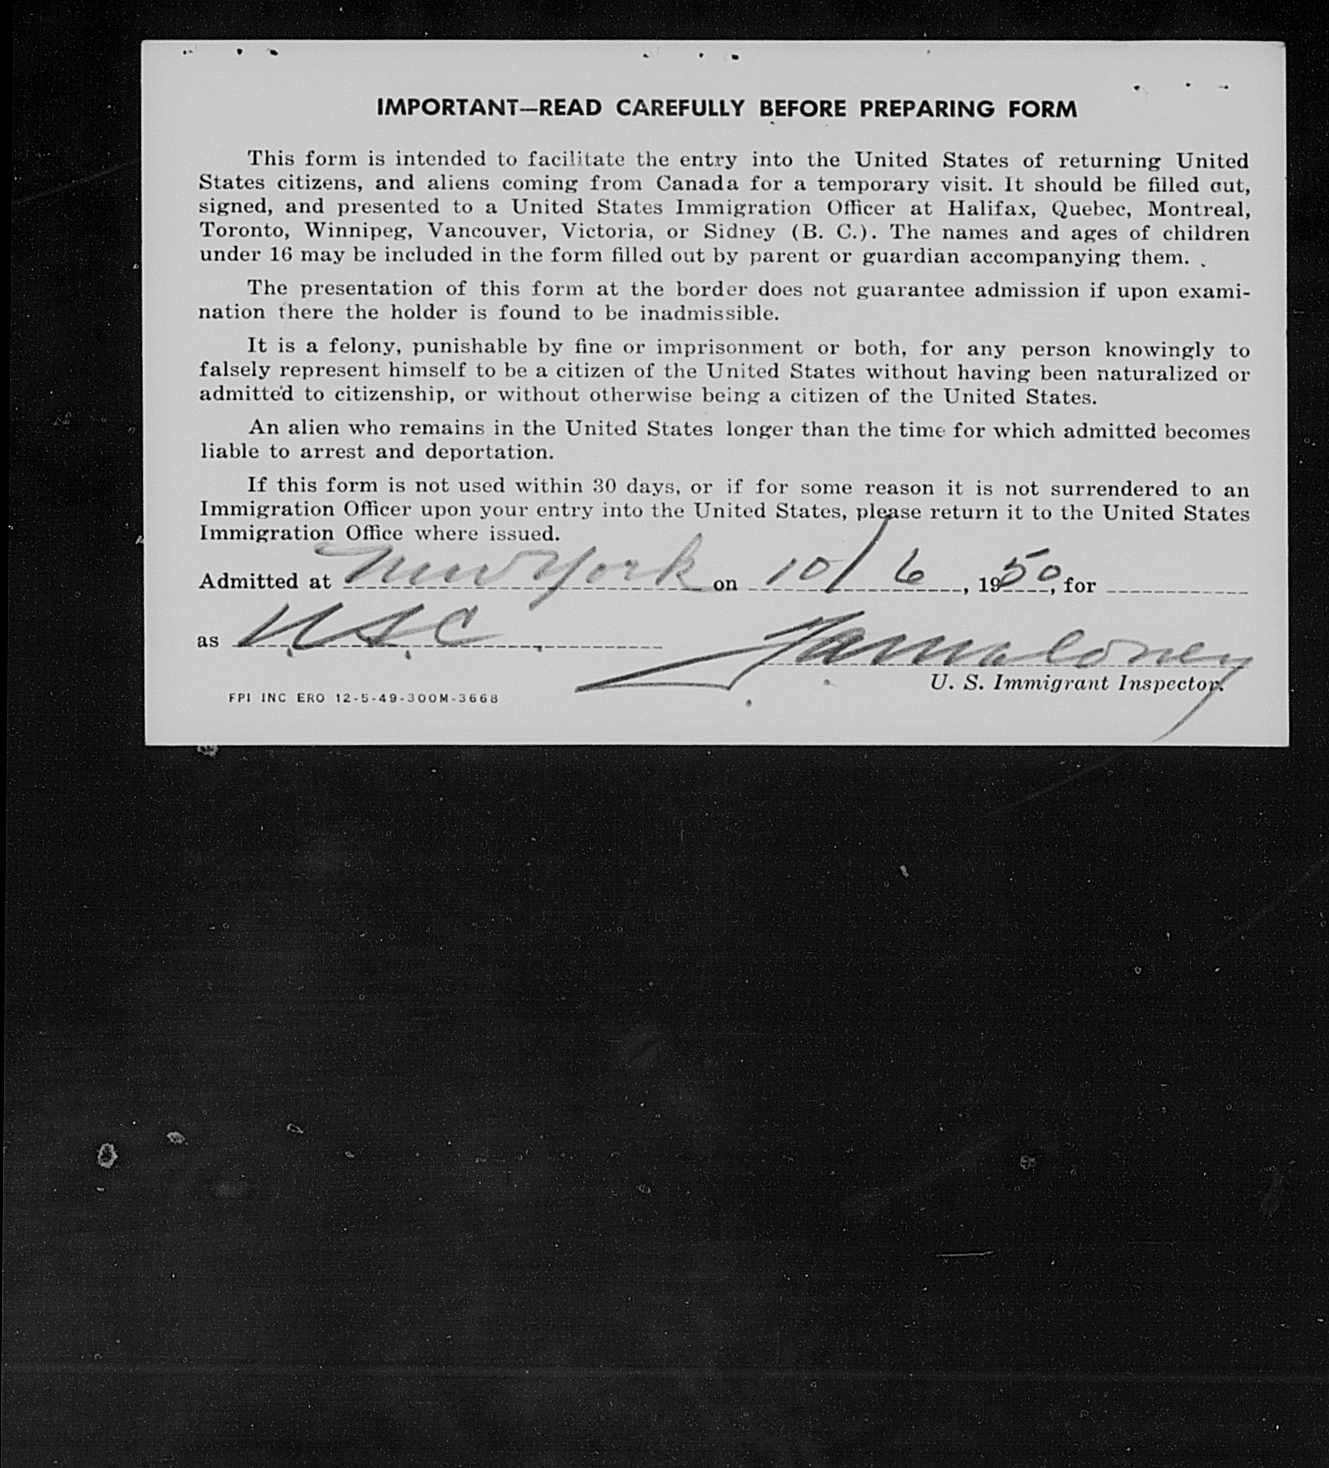 IMPORTANT—READ CAREFULLY BEFORE PREPARING FORM
This form is intended to facilitate the entry into the United States of returning United
States citizens, and aliens coming from Canada for a temporary visit. It should be filled out,
signed, and presented to a United States Immigration Officer at Halifax, Quebec, Montreal,
Toronto, Winnipeg, Vancouver, Victoria, or Sidney (B. C.). The names and ages of children
under 16 may be included in the form filled out by parent or guardian accompanying them.
The presentation of this form at the border does not guarantee admission if upon exami-
nation there the holder is found to be inadmissible.
It is a felony, punishable by fine or imprisonment or both, for any person knowingly to
falsely represent himself to be a citizen of the United States without having been naturalized or
admitted to citizenship, or without otherwise being a citizen of the United States.
An alien who remains in the United States longer than the time for which admitted becomes
liable to arrest and deportation.
If this form is not used within 30 days, or if for some reason it is not surrendered to an
Immigration Officer upon your entry into the United States, please return it to the United States
Immigration Office where issued.
Admitted at New York on 10/6, 1950, for
as USC Maloney
U. S. Immigrant Inspector.
FPI INC ERO 12-5-49-300M-3668